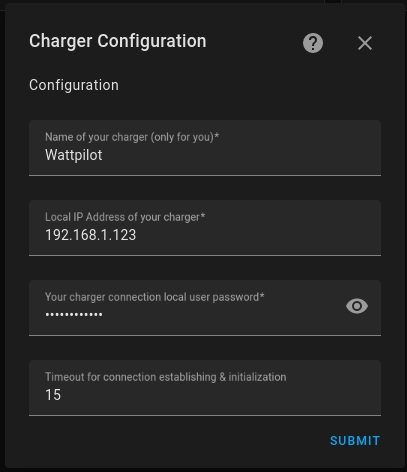 Charger Configuration
Configuration
Name of your charger (only for you)*
Wattpilot
Local IP Address of your charger*
192.168.1.123
Your charger connection local user password*
••••••••••••
Timeout for connection establishing & initialization
15
SUBMIT